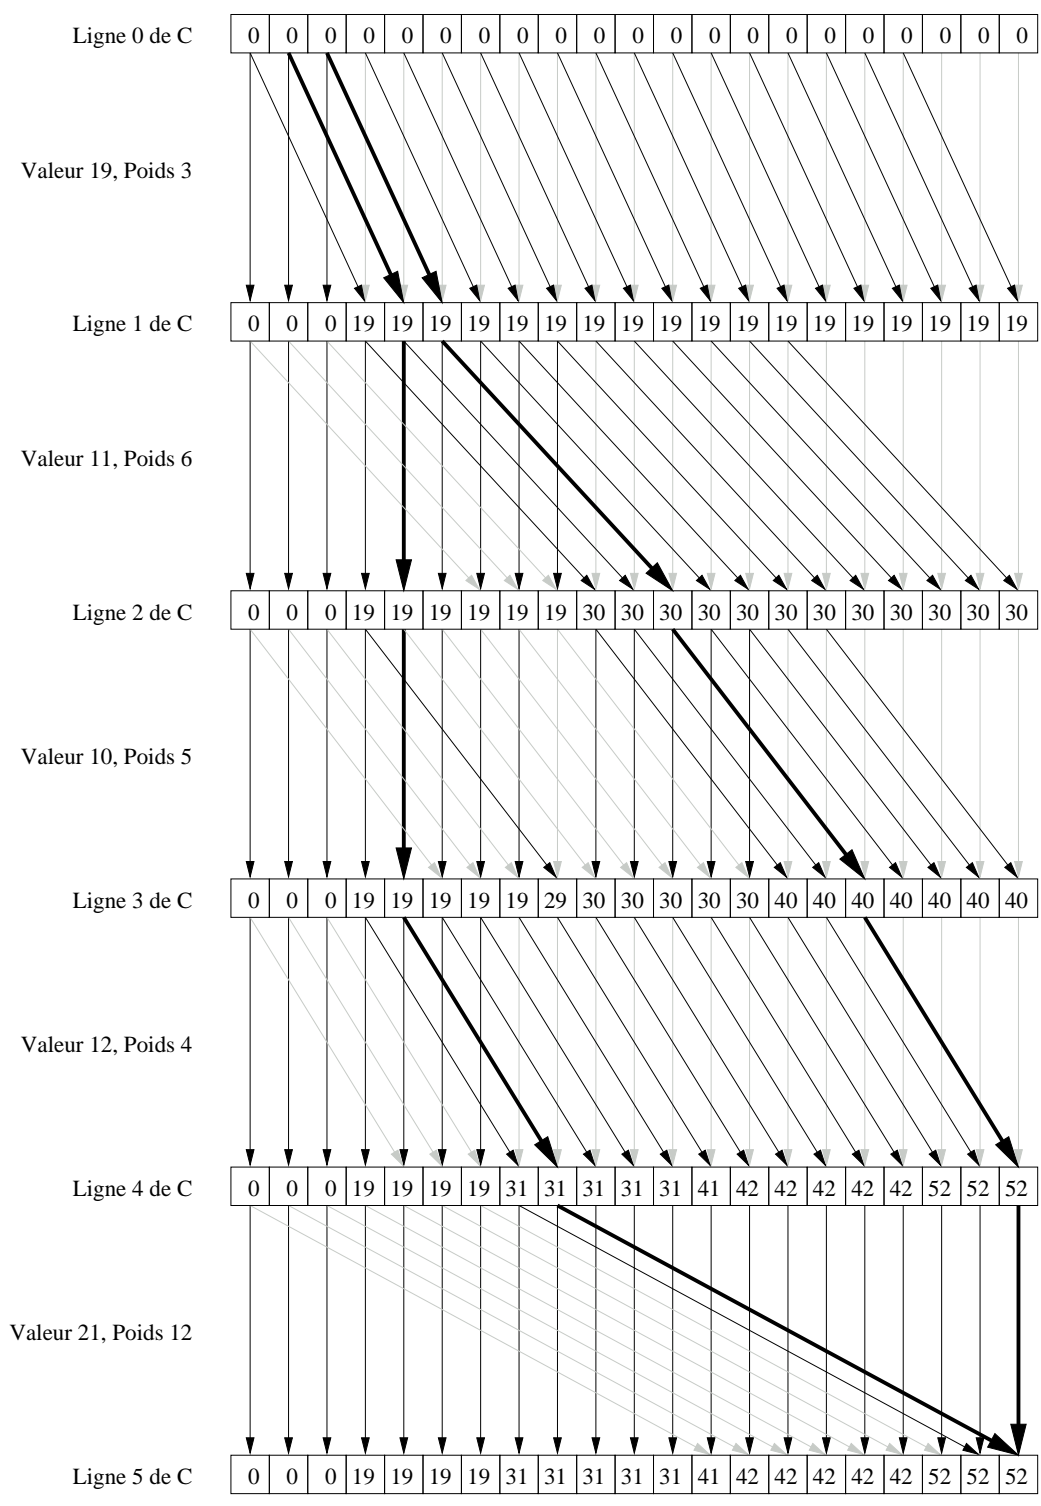 Ligne 0 de C 0 0 0 0 0 0 0 0 0 0 0 0 0 0 0 0 0 0 0 0 0
Valeur 19, Poids 3
Ligne 1 de C 0 0 0 19 19 19 19 19 19 19 19 19 19 19 19 19 19 19 19 19 19
Valeur 11, Poids 6
Ligne 2 de C 0 0 0 19 19 19 19 19 19 30 30 30 30 30 30 30 30 30 30 30 30
Valeur 10, Poids 5
Ligne 3 de C 0 0 0 19 19 19 19 19 29 30 30 30 30 30 40 40 40 40 40 40 40
Valeur 12, Poids 4
Ligne 4 de C 0 0 0 19 19 19 19 31 31 31 31 31 41 42 42 42 42 42 52 52 52
Valeur 21, Poids 12
Ligne 5 de C 0 0 0 19 19 19 19 31 31 31 31 31 41 42 42 42 42 42 52 52 52